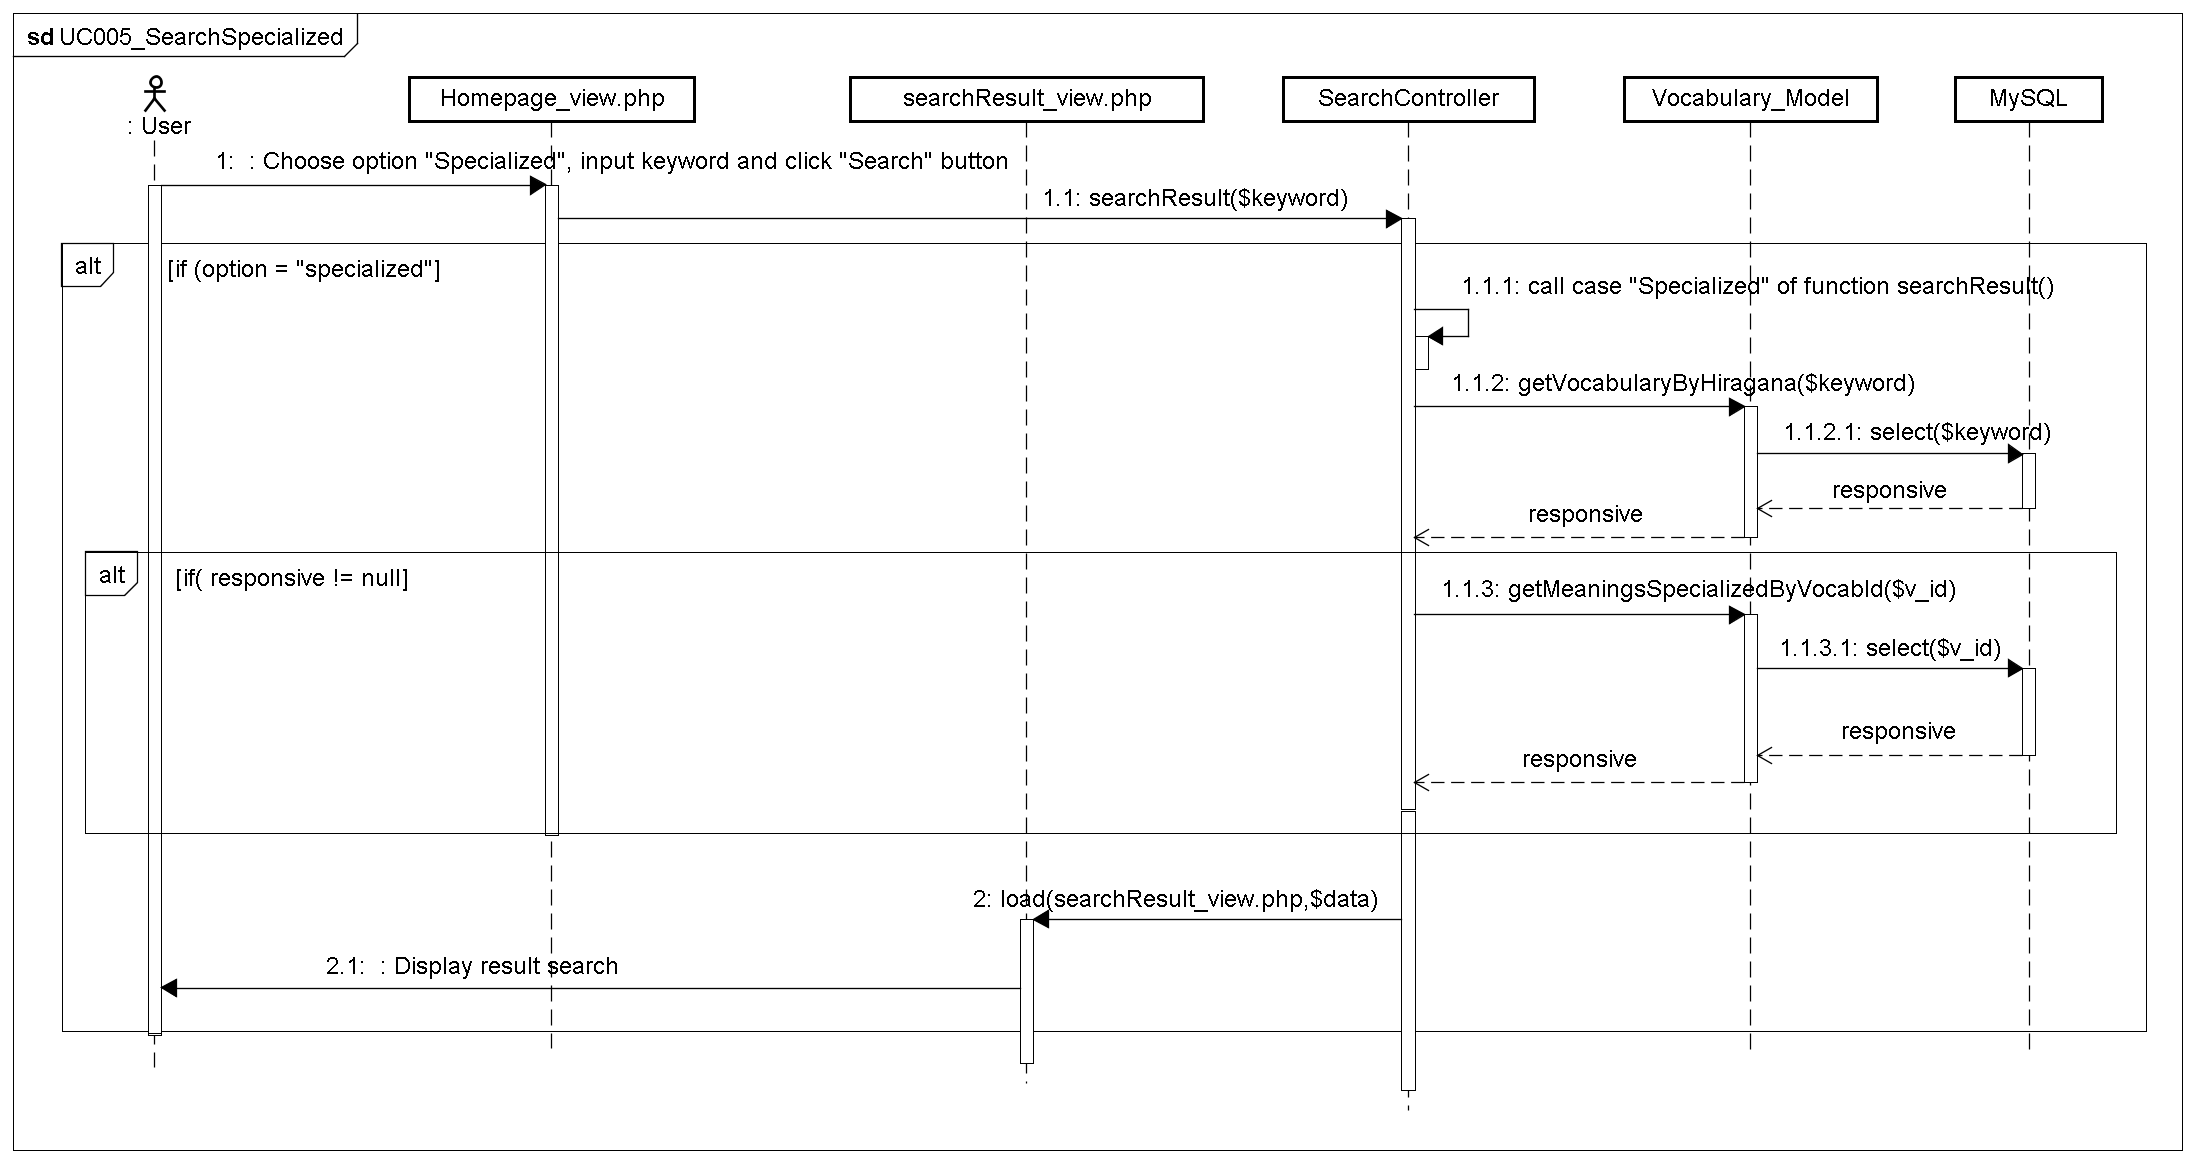 sd UC005_SearchSpecialized
: User
Homepage_view.php
searchResult_view.php
SearchController
Vocabulary_Model
MySQL
1:  : Choose option "Specialized", input keyword and click "Search" button
1.1: searchResult($keyword)
alt
[if (option = "specialized"]
1.1.1: call case "Specialized" of function searchResult()
1.1.2: getVocabularyByHiragana($keyword)
1.1.2.1: select($keyword)
responsive
responsive
alt
[if( responsive != null]
1.1.3: getMeaningsSpecializedByVocabId($v_id)
1.1.3.1: select($v_id)
responsive
responsive
2: load(searchResult_view.php,$data)
2.1:  : Display result search